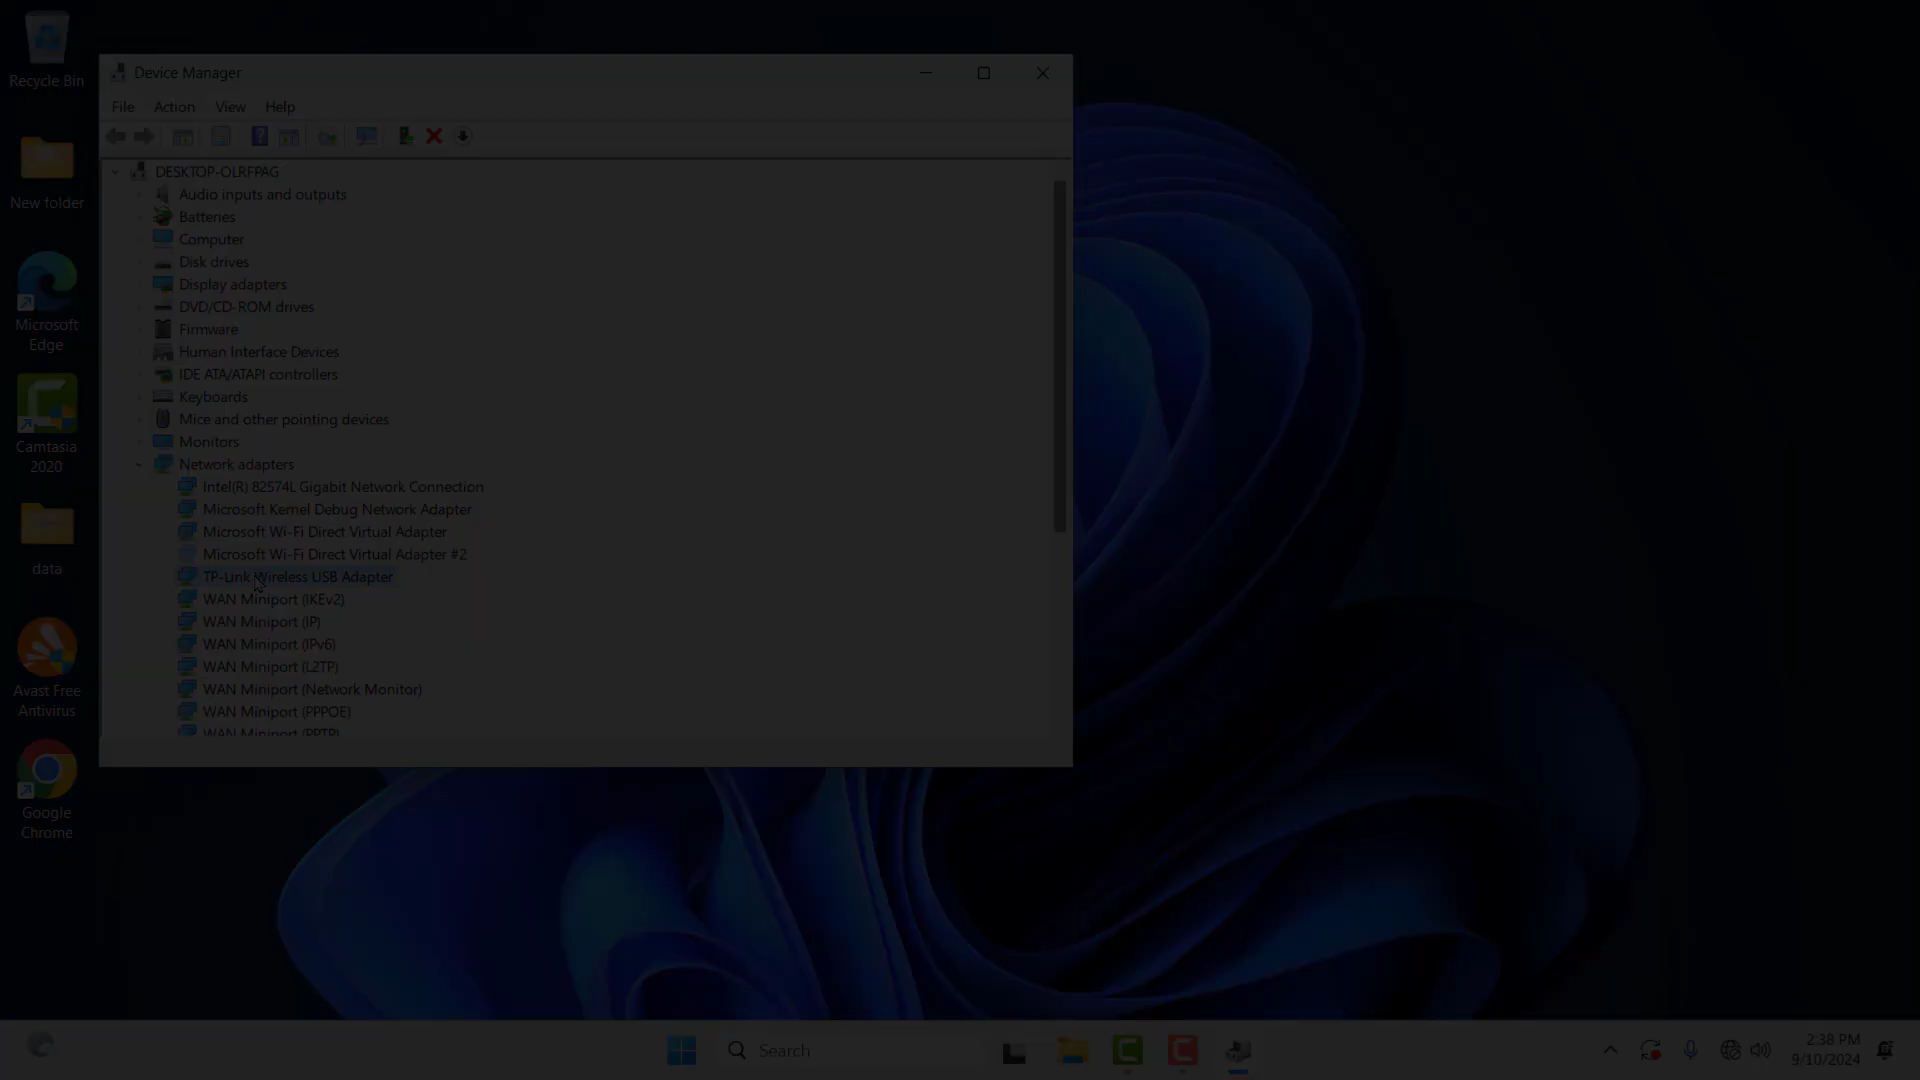 Recycle Bin
New folder
Microsoft
Edge
Camtasia
2020
data
Avast Free
Antivirus
Google
Chrome
Device Manager
File Action View Help
DESKTOP-OLRFPAG
Audio inputs and outputs
Batteries
Computer
Disk drives
Display adapters
DVD/CD-ROM drives
Firmware
Human Interface Devices
IDE ATA/ATAPI controllers
Keyboards
Mice and other pointing devices
Monitors
Network adapters
Intel(R) 82574L Gigabit Network Connection
Microsoft Kernel Debug Network Adapter
Microsoft Wi-Fi Direct Virtual Adapter
Microsoft Wi-Fi Direct Virtual Adapter #2
TP-Link Wireless USB Adapter
WAN Miniport (IKEv2)
WAN Miniport (IP)
WAN Miniport (IPv6)
WAN Miniport (L2TP)
WAN Miniport (Network Monitor)
WAN Miniport (PPPOE)
WAN Miniport (PPTP)
Search
2:38 PM
9/10/2024